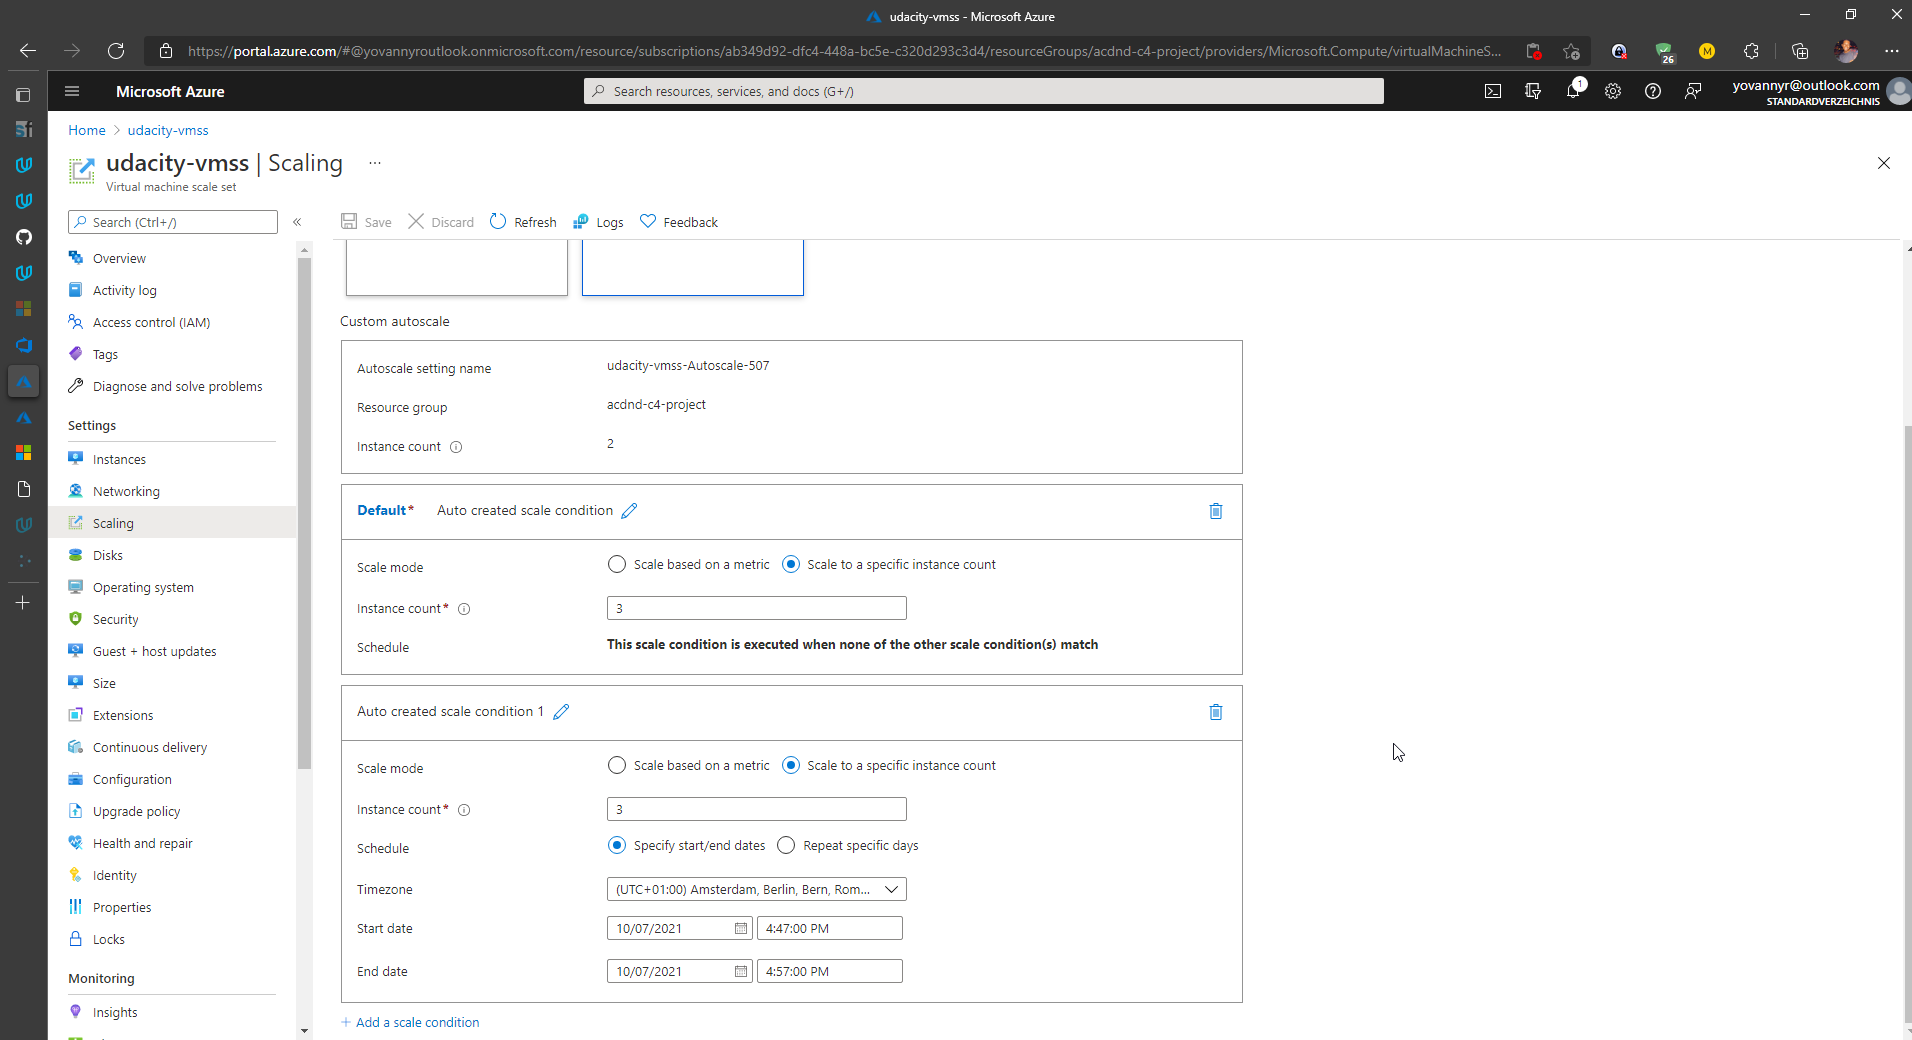 udacity-vmss - Microsoft Azure
https://portal.azure.com/#@yovannyroutlook.onmicrosoft.com/resource/subscriptions/ab349d92-dfc4-448a-bc5e-c320d293c3d4/resourceGroups/acdnd-c4-project/providers/Microsoft.Compute/virtualMachineS...
26
M
Microsoft Azure
Search resources, services, and docs (G+/)
1
yovannyr@outlook.com
STANDARDVERZEICHNIS
Home > udacity-vmss
udacity-vmss | Scaling ...
Virtual machine scale set
Search (Ctrl+/)
«
Save
Discard
Refresh
Logs
Feedback
Overview
Activity log
Access control (IAM)
Tags
Diagnose and solve problems
Settings
Instances
Networking
Scaling
Disks
Operating system
Security
Guest + host updates
Size
Extensions
Continuous delivery
Configuration
Upgrade policy
Health and repair
Identity
Properties
Locks
Monitoring
Insights
Custom autoscale
Autoscale setting name udacity-vmss-Autoscale-507
Resource group acdnd-c4-project
Instance count 2
Default* Auto created scale condition
Scale mode Scale based on a metric Scale to a specific instance count
Instance count* 3
Schedule This scale condition is executed when none of the other scale condition(s) match
Auto created scale condition 1
Scale mode Scale based on a metric Scale to a specific instance count
Instance count* 3
Schedule Specify start/end dates Repeat specific days
Timezone (UTC+01:00) Amsterdam, Berlin, Bern, Rom...
Start date 10/07/2021 4:47:00 PM
End date 10/07/2021 4:57:00 PM
+ Add a scale condition